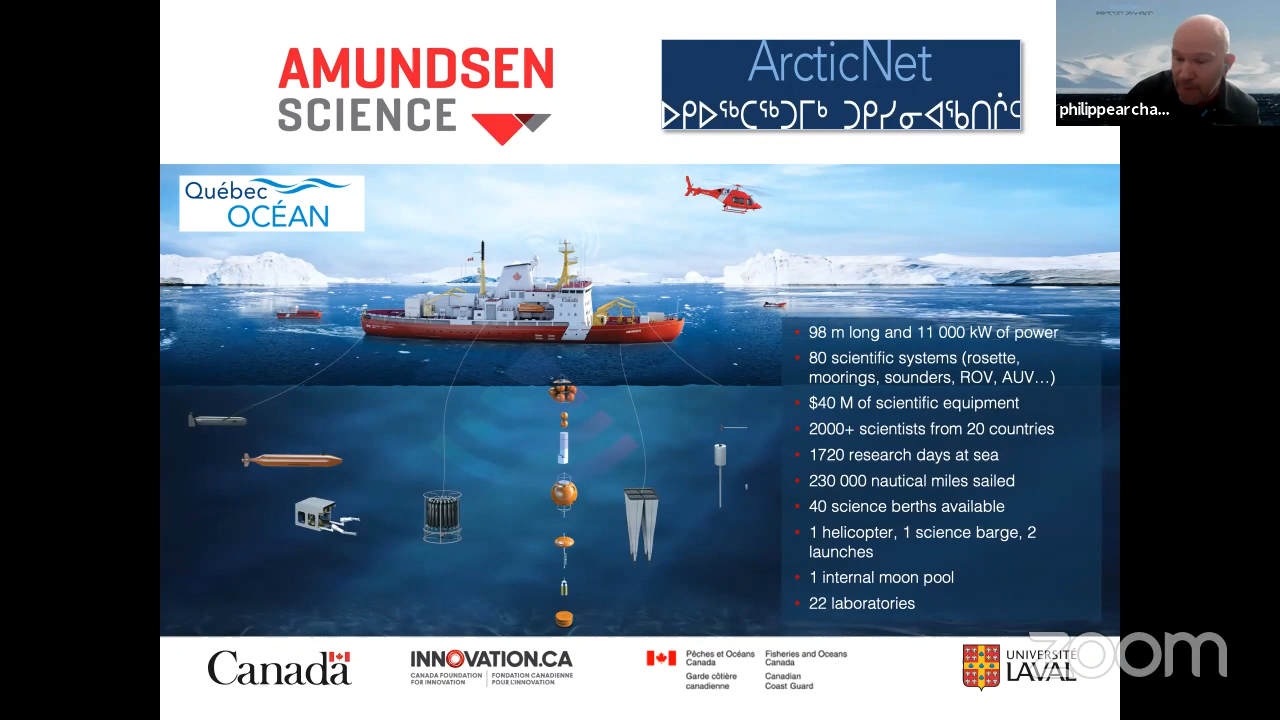 AMUNDSEN
SCIENCE
ArcticNet
ᐅᑭᐅᖅᑕᖅᑐᒥᒃ ᑐᑭᓯᓂᐊᖃᑎᒌᑦ
philippearcha...
Québec
OCÉAN
98 m long and 11 000 kW of power
80 scientific systems (rosette,
moorings, sounders, ROV, AUV…)
$40 M of scientific equipment
2000+ scientists from 20 countries
1720 research days at sea
230 000 nautical miles sailed
40 science berths available
1 helicopter, 1 science barge, 2
launches
1 internal moon pool
22 laboratories
Canada
INNOVATION.CA
CANADA FOUNDATION FOR INNOVATION | FONDATION CANADIENNE POUR L'INNOVATION
Pêches et Océans Canada
Fisheries and Oceans Canada
Garde côtière canadienne
Canadian Coast Guard
UNIVERSITÉ
LAVAL
zoom